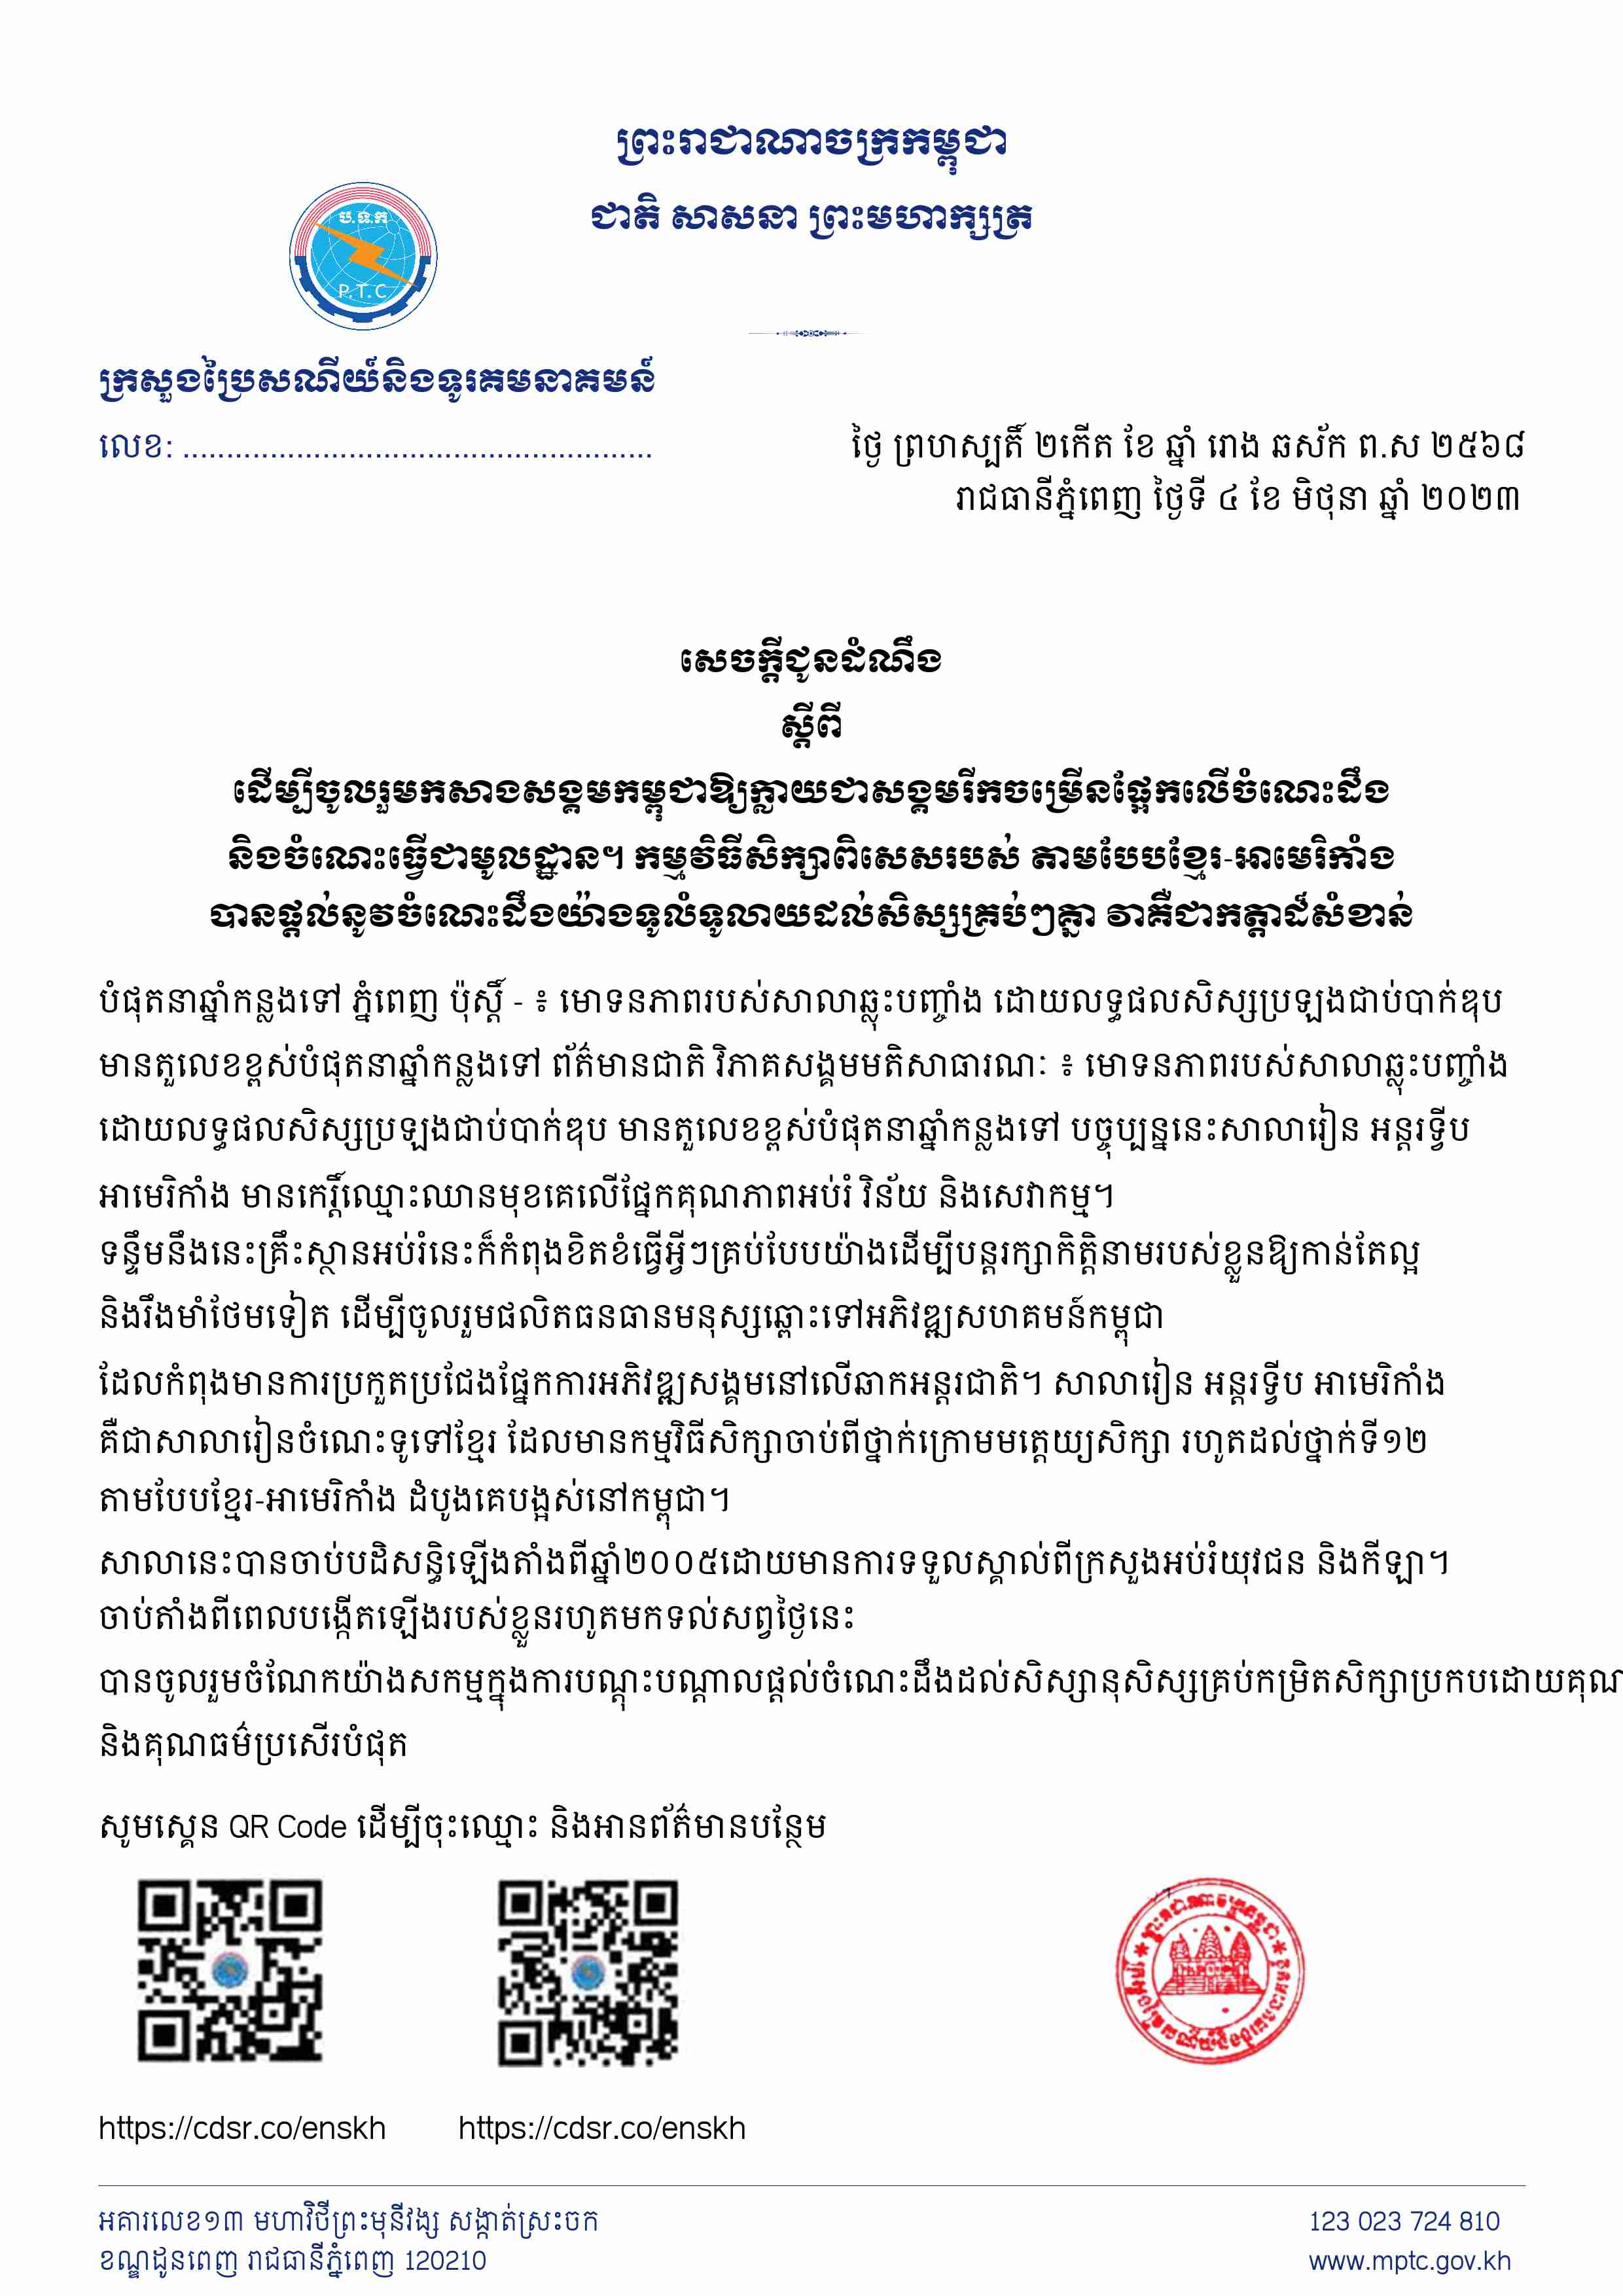 ព្រះរាជាណាចក្រកម្ពុជា
ជាតិ សាសនា ព្រះមហាក្សត្រ
ប.ទ.ក
P.T.C
ក្រសួងប្រៃសណីយ៍និងទូរគមនាគមន៍
លេខ: ......................................................
ថ្ងៃ ព្រហស្បតិ៍ ២កើត ខែ ឆ្នាំ រោង ឆស័ក ព.ស ២៥៦៨
រាជធានីភ្នំពេញ ថ្ងៃទី ៤ ខែ មិថុនា ឆ្នាំ ២០២៣
សេចក្តីជូនដំណឹង
ស្តីពី
ដើម្បីចូលរួមកសាងសង្គមកម្ពុជាឱ្យក្លាយជាសង្គមរីកចម្រើនផ្អែកលើចំណេះដឹង
និងចំណេះធ្វើជាមូលដ្ឋាន។ កម្មវិធីសិក្សាពិសេសរបស់ តាមបែបខ្មែរ-អាមេរិកាំង
បានផ្តល់នូវចំណេះដឹងយ៉ាងទូលំទូលាយដល់សិស្សគ្រប់ៗគ្នា វាគឺជាកត្តាដ៏សំខាន់
បំផុតនាឆ្នាំកន្លងទៅ ភ្នំពេញ ប៉ុស្តិ៍ - ៖ មោទនភាពរបស់សាលាឆ្លុះបញ្ចាំង ដោយលទ្ធផលសិស្សប្រឡងជាប់បាក់ឌុប
មានតួលេខខ្ពស់បំផុតនាឆ្នាំកន្លងទៅ ព័ត៌មានជាតិ វិភាគសង្គមមតិសាធារណៈ ៖ មោទនភាពរបស់សាលាឆ្លុះបញ្ចាំង
ដោយលទ្ធផលសិស្សប្រឡងជាប់បាក់ឌុប មានតួលេខខ្ពស់បំផុតនាឆ្នាំកន្លងទៅ បច្ចុប្បន្ននេះសាលារៀន អន្តរទ្វីប
អាមេរិកាំង មានកេរ្តិ៍ឈ្មោះឈានមុខគេលើផ្នែកគុណភាពអប់រំ វិន័យ និងសេវាកម្ម។
ទន្ទឹមនឹងនេះគ្រឹះស្ថានអប់រំនេះក៏កំពុងខិតខំធ្វើអ្វីៗគ្រប់បែបយ៉ាងដើម្បីបន្តរក្សាកិត្តិនាមរបស់ខ្លួនឱ្យកាន់តែល្អ
និងរឹងមាំថែមទៀត ដើម្បីចូលរួមផលិតធនធានមនុស្សឆ្ពោះទៅអភិវឌ្ឍសហគមន៍កម្ពុជា
ដែលកំពុងមានការប្រកួតប្រជែងផ្នែកការអភិវឌ្ឍសង្គមនៅលើឆាកអន្តរជាតិ។ សាលារៀន អន្តរទ្វីប អាមេរិកាំង
គឺជាសាលារៀនចំណេះទូទៅខ្មែរ ដែលមានកម្មវិធីសិក្សាចាប់ពីថ្នាក់ក្រោមមត្តេយ្យសិក្សា រហូតដល់ថ្នាក់ទី១២
តាមបែបខ្មែរ-អាមេរិកាំង ដំបូងគេបង្អស់នៅកម្ពុជា។
សាលានេះបានចាប់បដិសន្ធិឡើងតាំងពីឆ្នាំ២០០៥ដោយមានការទទួលស្គាល់ពីក្រសួងអប់រំយុវជន និងកីឡា។
ចាប់តាំងពីពេលបង្កើតឡើងរបស់ខ្លួនរហូតមកទល់សព្វថ្ងៃនេះ
បានចូលរួមចំណែកយ៉ាងសកម្មក្នុងការបណ្តុះបណ្តាលផ្តល់ចំណេះដឹងដល់សិស្សានុសិស្សគ្រប់កម្រិតសិក្សាប្រកបដោយគុណ
និងគុណធម៌ប្រសើរបំផុត
សូមស្គេន QR Code ដើម្បីចុះឈ្មោះ និងអានព័ត៌មានបន្ថែម
https://cdsr.co/enskh
https://cdsr.co/enskh
អគារលេខ១៣ មហាវិថីព្រះមុនីវង្ស សង្កាត់ស្រះចក
ខណ្ឌដូនពេញ រាជធានីភ្នំពេញ 120210
123 023 724 810
www.mptc.gov.kh